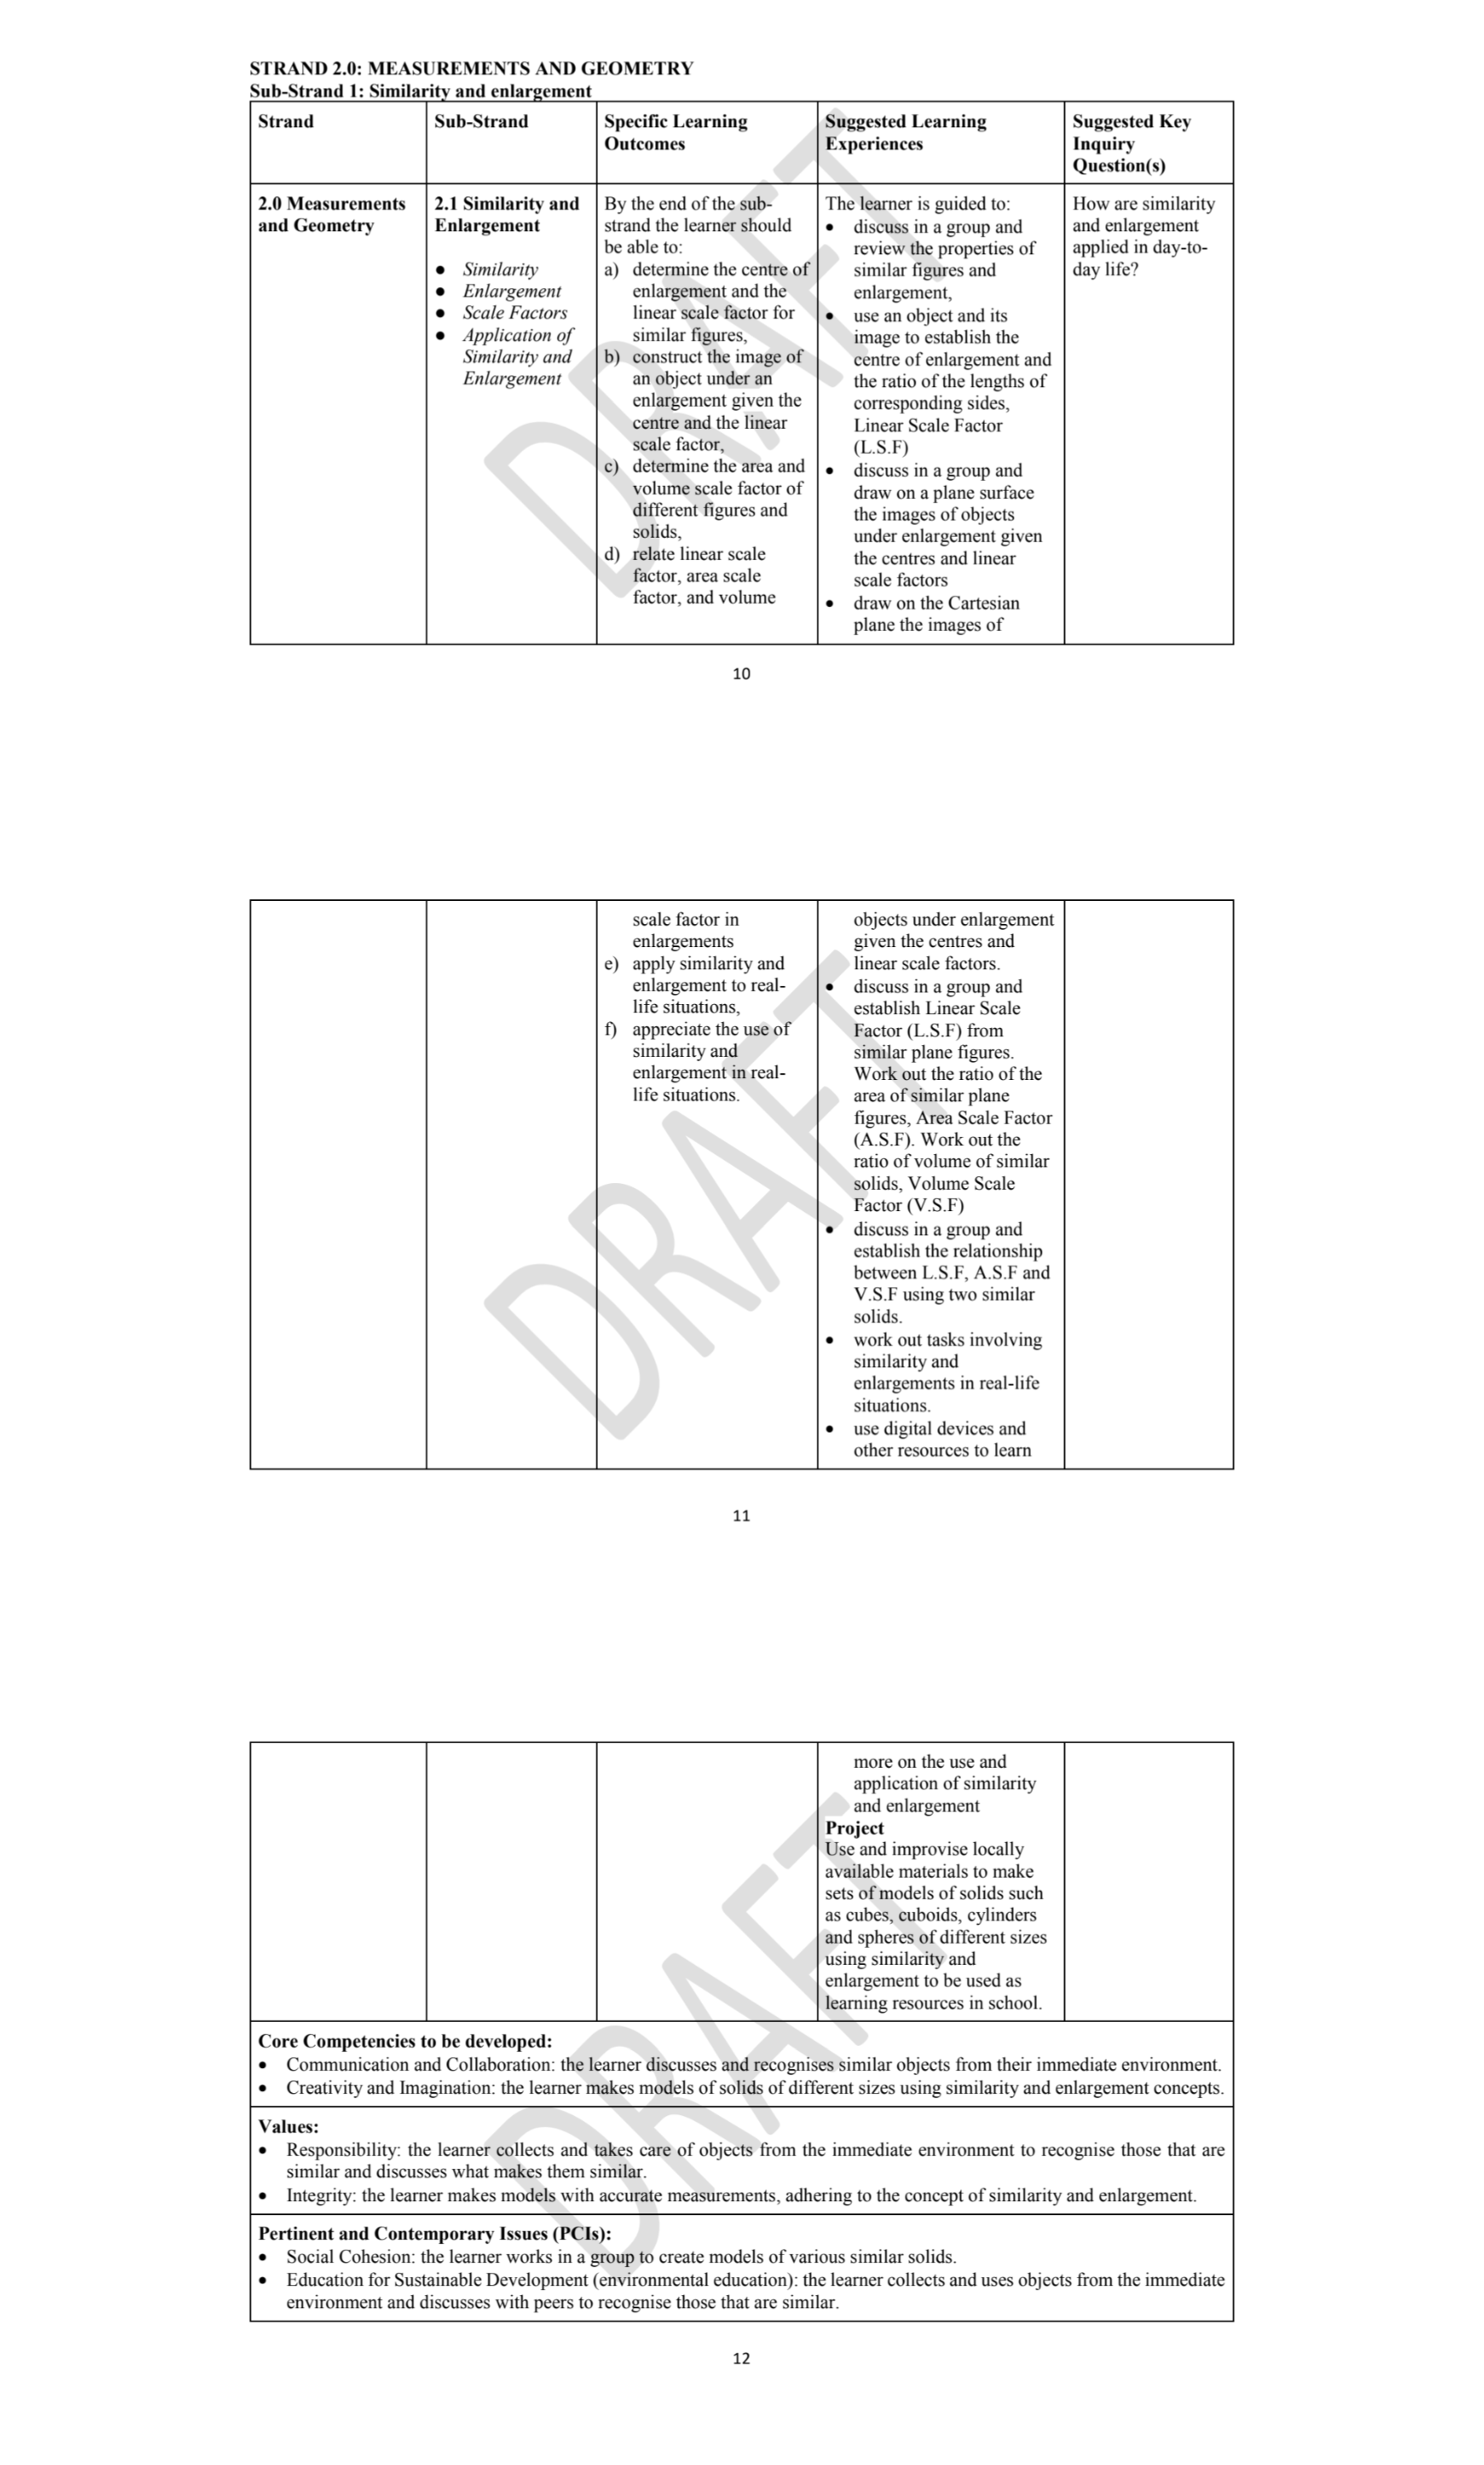 STRAND 2.0: MEASUREMENTS AND GEOMETRY
Sub-Strand 1: Similarity and enlargement
Strand
Sub-Strand
Specific Learning
Outcomes
Suggested Learning
Experiences
Suggested Key
Inquiry
Question(s)
2.0 Measurements
and Geometry
2.1 Similarity and
Enlargement
● Similarity
● Enlargement
● Scale Factors
● Application of
Similarity and
Enlargement
By the end of the sub-
strand the learner should
be able to:
a) determine the centre of
enlargement and the
linear scale factor for
similar figures,
b) construct the image of
an object under an
enlargement given the
centre and the linear
scale factor,
c) determine the area and
volume scale factor of
different figures and
solids,
d) relate linear scale
factor, area scale
factor, and volume
The learner is guided to:
● discuss in a group and
review the properties of
similar figures and
enlargement,
● use an object and its
image to establish the
centre of enlargement and
the ratio of the lengths of
corresponding sides,
Linear Scale Factor
(L.S.F)
● discuss in a group and
draw on a plane surface
the images of objects
under enlargement given
the centres and linear
scale factors
● draw on the Cartesian
plane the images of
How are similarity
and enlargement
applied in day-to-
day life?
DRAFT
10
scale factor in
enlargements
e) apply similarity and
enlargement to real-
life situations,
f) appreciate the use of
similarity and
enlargement in real-
life situations.
objects under enlargement
given the centres and
linear scale factors.
● discuss in a group and
establish Linear Scale
Factor (L.S.F) from
similar plane figures.
Work out the ratio of the
area of similar plane
figures, Area Scale Factor
(A.S.F). Work out the
ratio of volume of similar
solids, Volume Scale
Factor (V.S.F)
● discuss in a group and
establish the relationship
between L.S.F, A.S.F and
V.S.F using two similar
solids.
● work out tasks involving
similarity and
enlargements in real-life
situations.
● use digital devices and
other resources to learn
DRAFT
11
more on the use and
application of similarity
and enlargement
Project
Use and improvise locally
available materials to make
sets of models of solids such
as cubes, cuboids, cylinders
and spheres of different sizes
using similarity and
enlargement to be used as
learning resources in school.
Core Competencies to be developed:
● Communication and Collaboration: the learner discusses and recognises similar objects from their immediate environment.
● Creativity and Imagination: the learner makes models of solids of different sizes using similarity and enlargement concepts.
Values:
● Responsibility: the learner collects and takes care of objects from the immediate environment to recognise those that are
similar and discusses what makes them similar.
● Integrity: the learner makes models with accurate measurements, adhering to the concept of similarity and enlargement.
Pertinent and Contemporary Issues (PCIs):
● Social Cohesion: the learner works in a group to create models of various similar solids.
● Education for Sustainable Development (environmental education): the learner collects and uses objects from the immediate
environment and discusses with peers to recognise those that are similar.
DRAFT
12